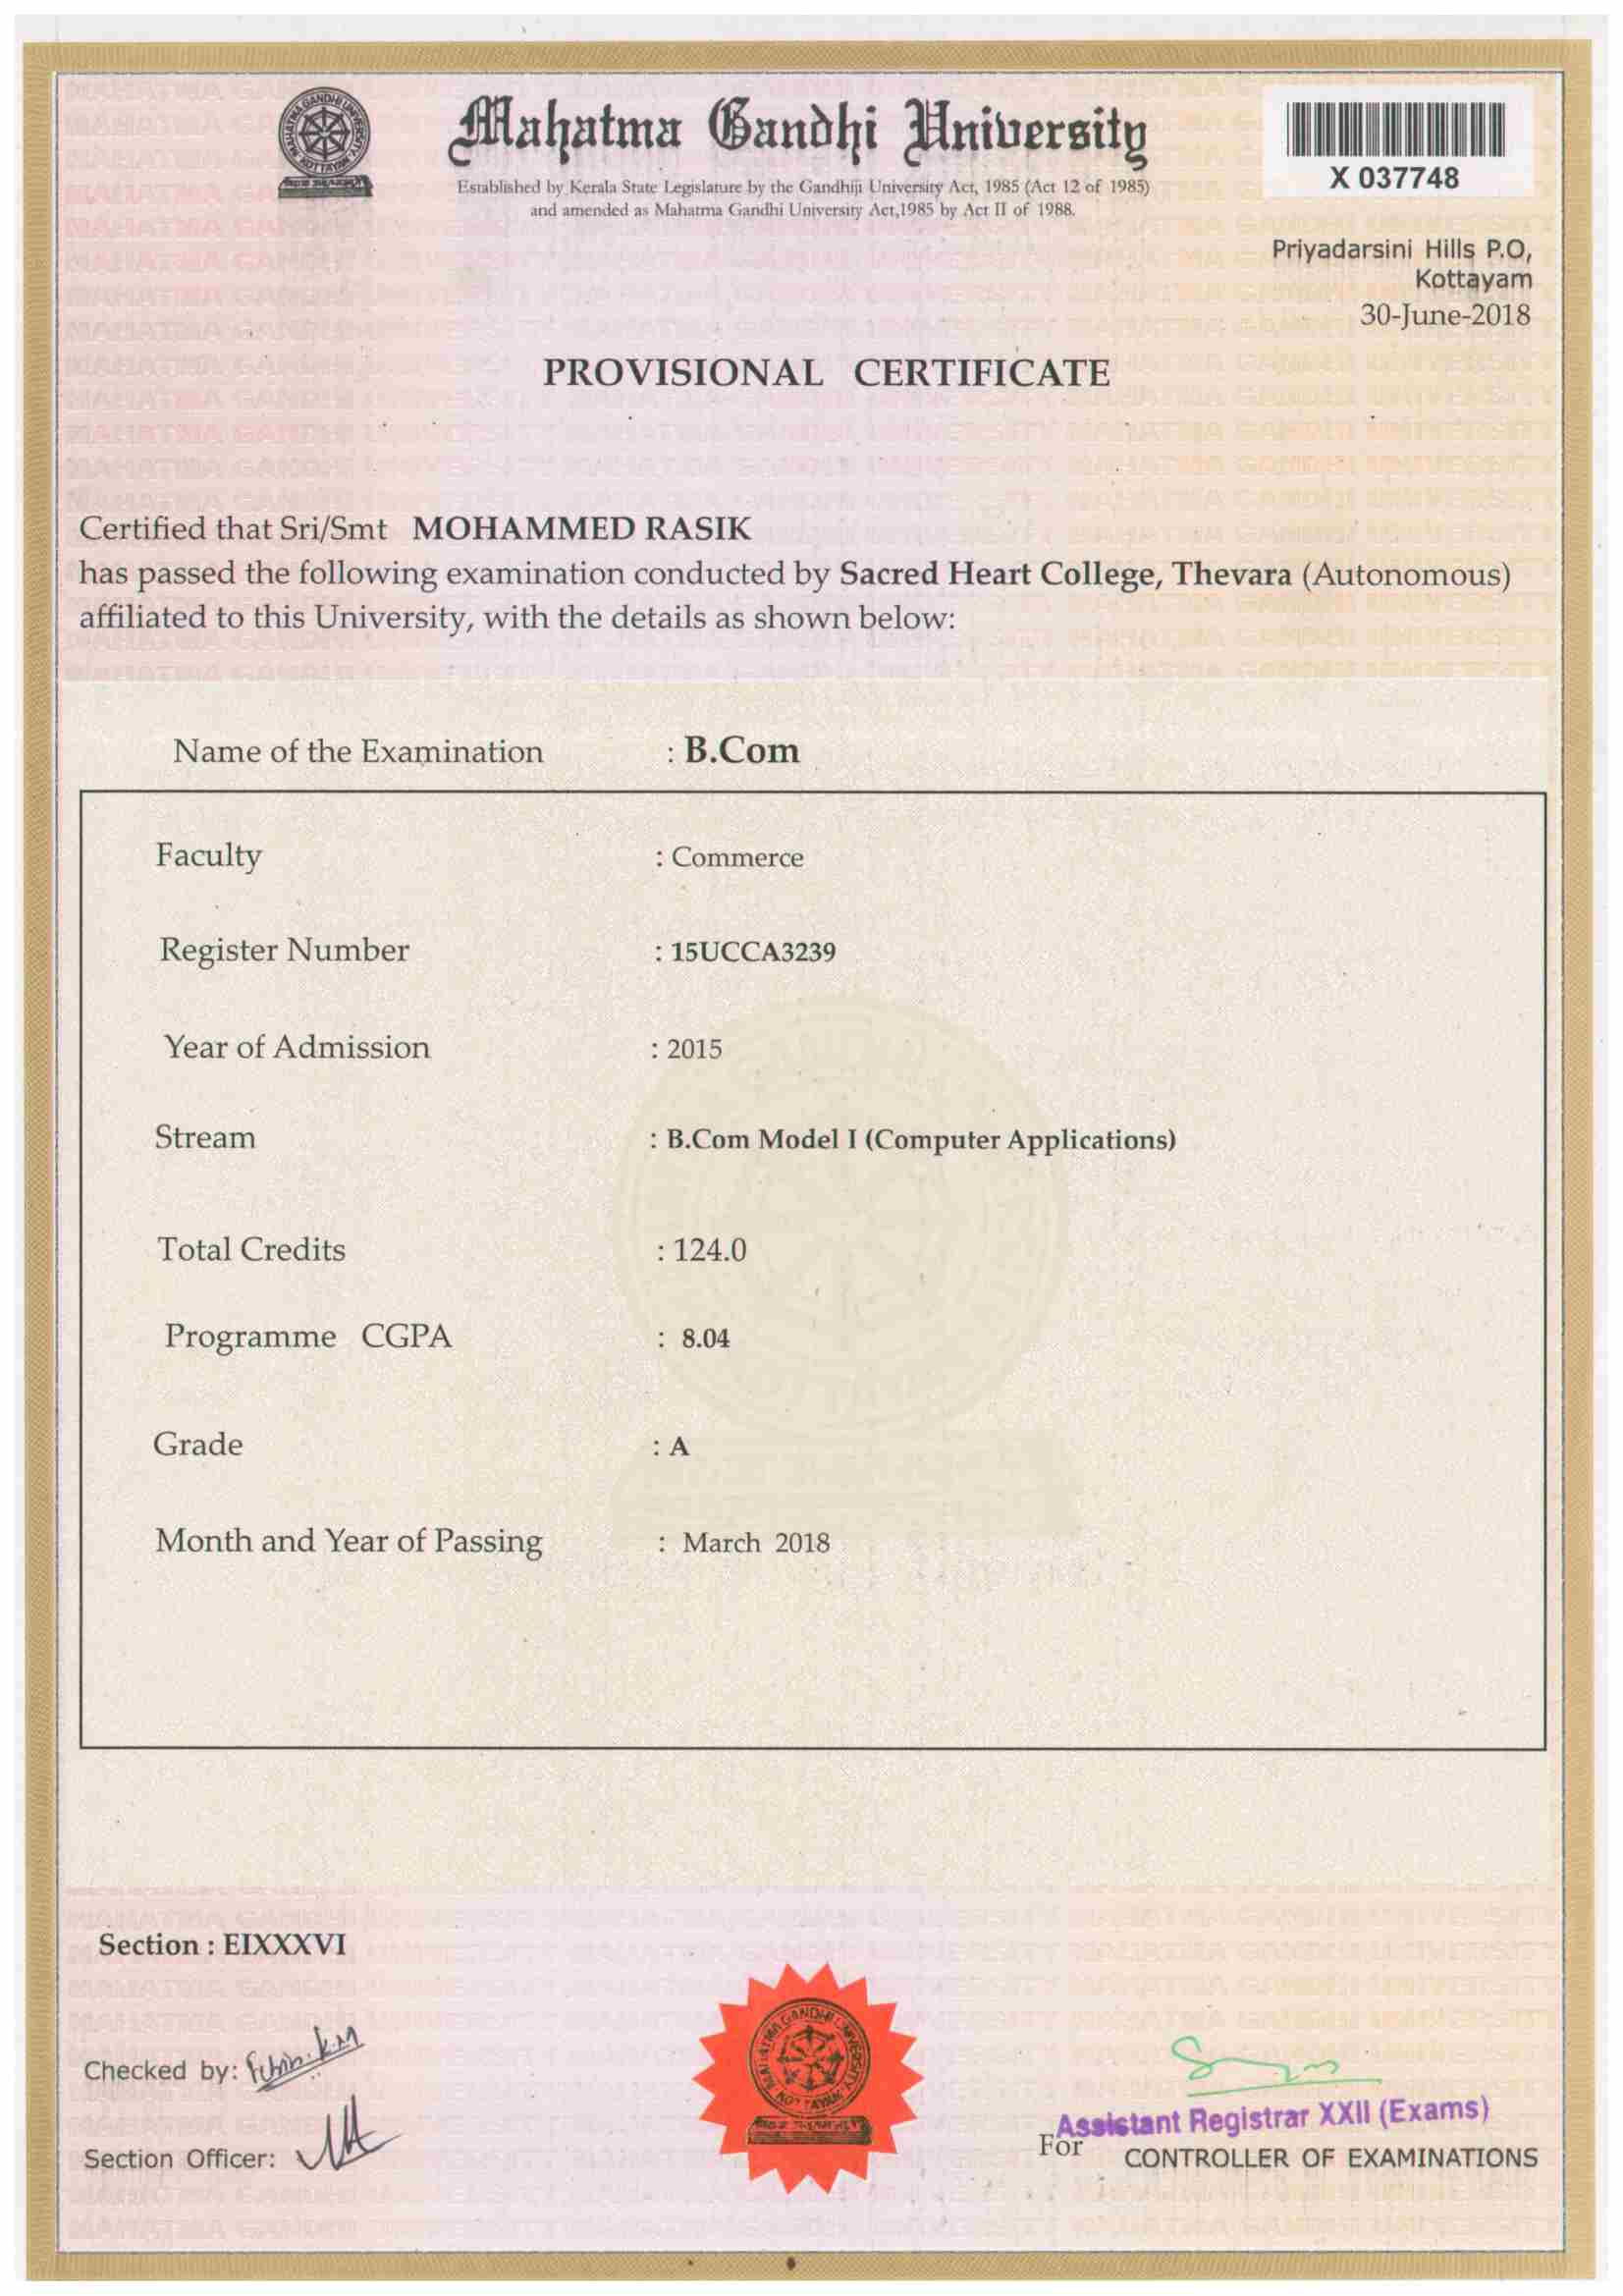 Mahatma Gandhi University
Established by Kerala State Legislature by the Gandhiji University Act, 1985 (Act 12 of 1985)
and amended as Mahatma Gandhi University Act,1985 by Act II of 1988.
X 037748
Priyadarsini Hills P.O,
Kottayam
30-June-2018
PROVISIONAL CERTIFICATE
Certified that Sri/Smt MOHAMMED RASIK
has passed the following examination conducted by Sacred Heart College, Thevara (Autonomous)
affiliated to this University, with the details as shown below:
Name of the Examination : B.Com
Faculty : Commerce
Register Number : 15UCCA3239
Year of Admission : 2015
Stream : B.Com Model I (Computer Applications)
Total Credits : 124.0
Programme CGPA : 8.04
Grade : A
Month and Year of Passing : March 2018
Section : EIXXXVI
Checked by:
Section Officer:
MAHATMA GANDHI UNIVERSITY
KOTTAYAM
Assistant Registrar XXII (Exams)
For CONTROLLER OF EXAMINATIONS